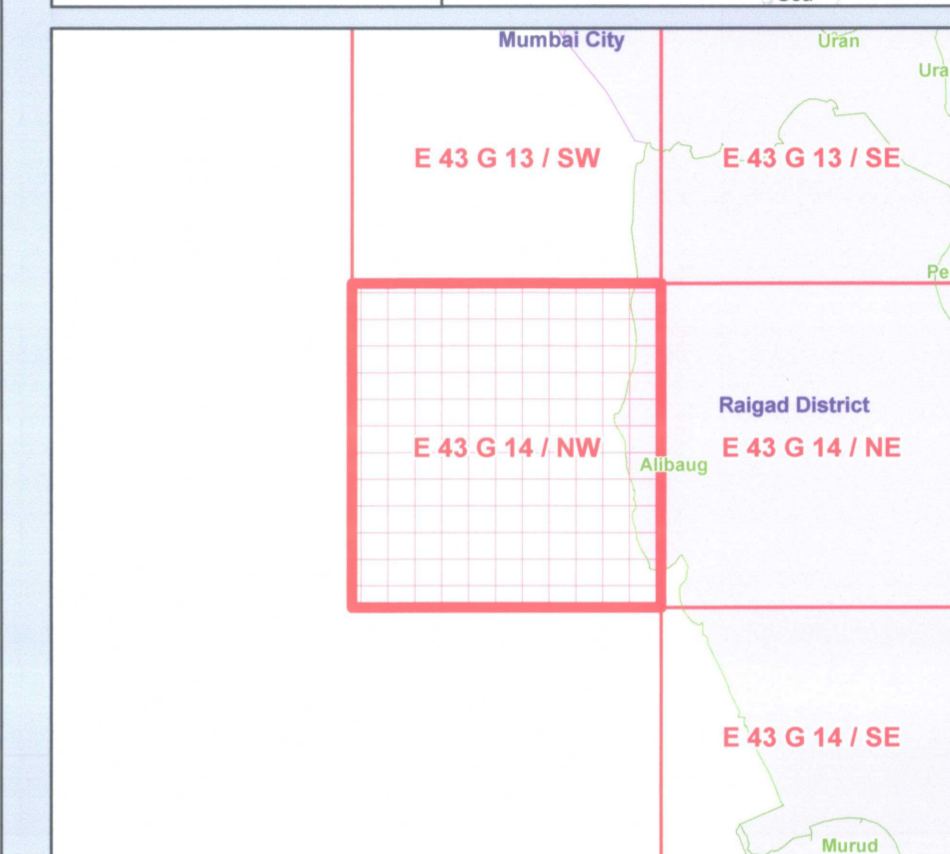 Mumbai City
Uran
Ura
E 43 G 13 / SW
E 43 G 13 / SE
Pe
Raigad District
E 43 G 14 / NW
E 43 G 14 / NE
Alibaug
E 43 G 14 / SE
Murud